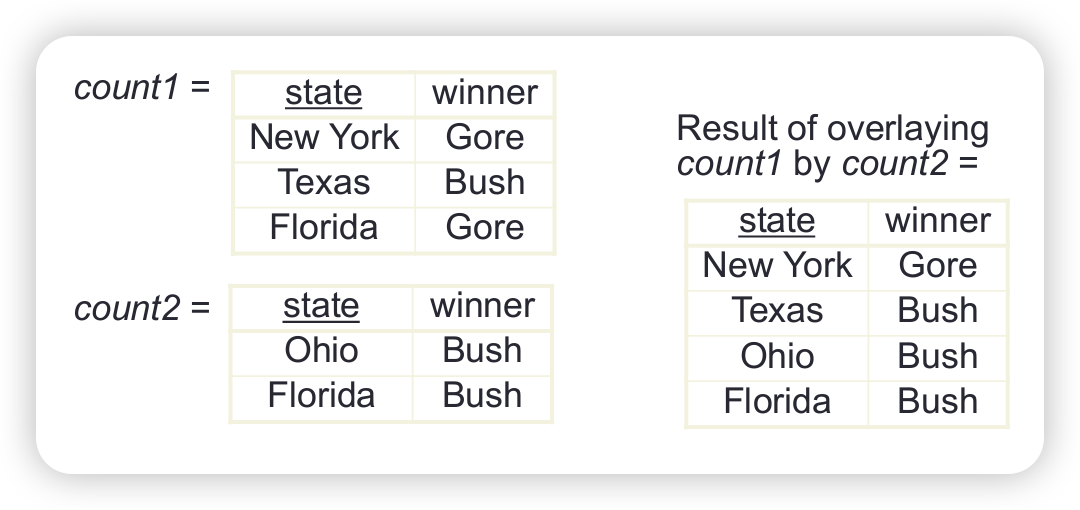 count1 =
state winner
New York Gore
Texas Bush
Florida Gore
count2 =
state winner
Ohio Bush
Florida Bush
Result of overlaying
count1 by count2 =
state winner
New York Gore
Texas Bush
Ohio Bush
Florida Bush